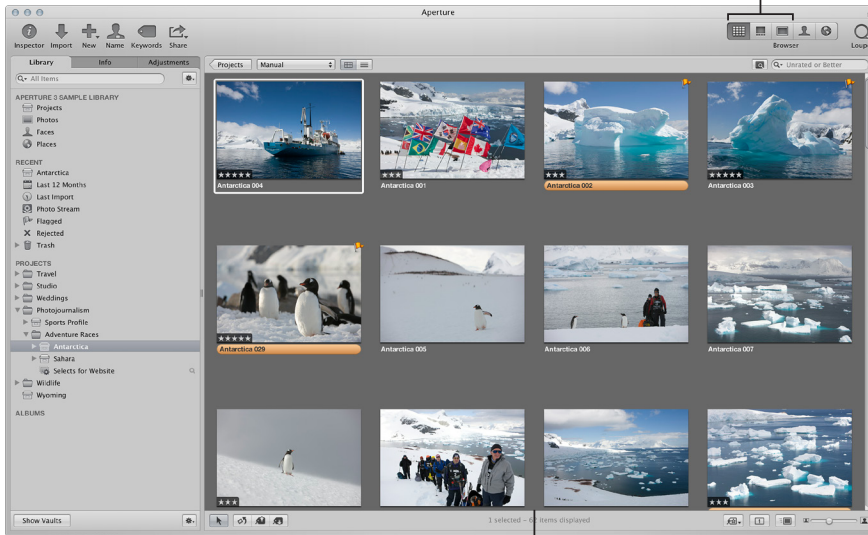 Aperture
Inspector Import New Name Keywords Share
Browser
Library Info Adjustments
Projects Manual
All Items
Unrated or Better
APERTURE 3 SAMPLE LIBRARY
Projects
Photos
Faces
Places
RECENT
Antarctica
Last 12 Months
Last Import
Photo Stream
Flagged
Rejected
Trash
PROJECTS
Travel
Studio
Weddings
Photojournalism
Sports Profile
Adventure Races
Antarctica
Sahara
Selects for Website
Wildlife
Wyoming
ALBUMS
Antarctica 004
Antarctica 001
Antarctica 002
Antarctica 003
Antarctica 029
Antarctica 005
Antarctica 006
Antarctica 007
Show Vaults
1 selected – items displayed